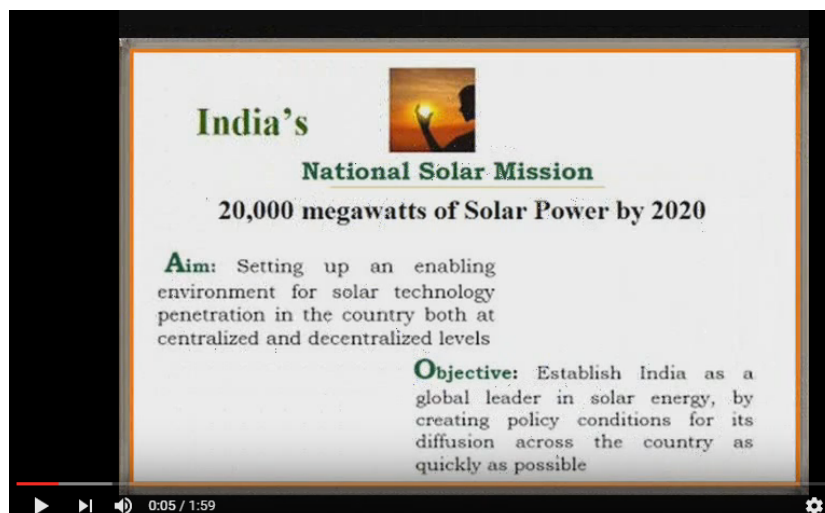 India's
National Solar Mission
20,000 megawatts of Solar Power by 2020
Aim: Setting up an enabling
environment for solar technology
penetration in the country both at
centralized and decentralized levels
Objective: Establish India as a
global leader in solar energy, by
creating policy conditions for its
diffusion across the country as
quickly as possible
0:05 / 1:59